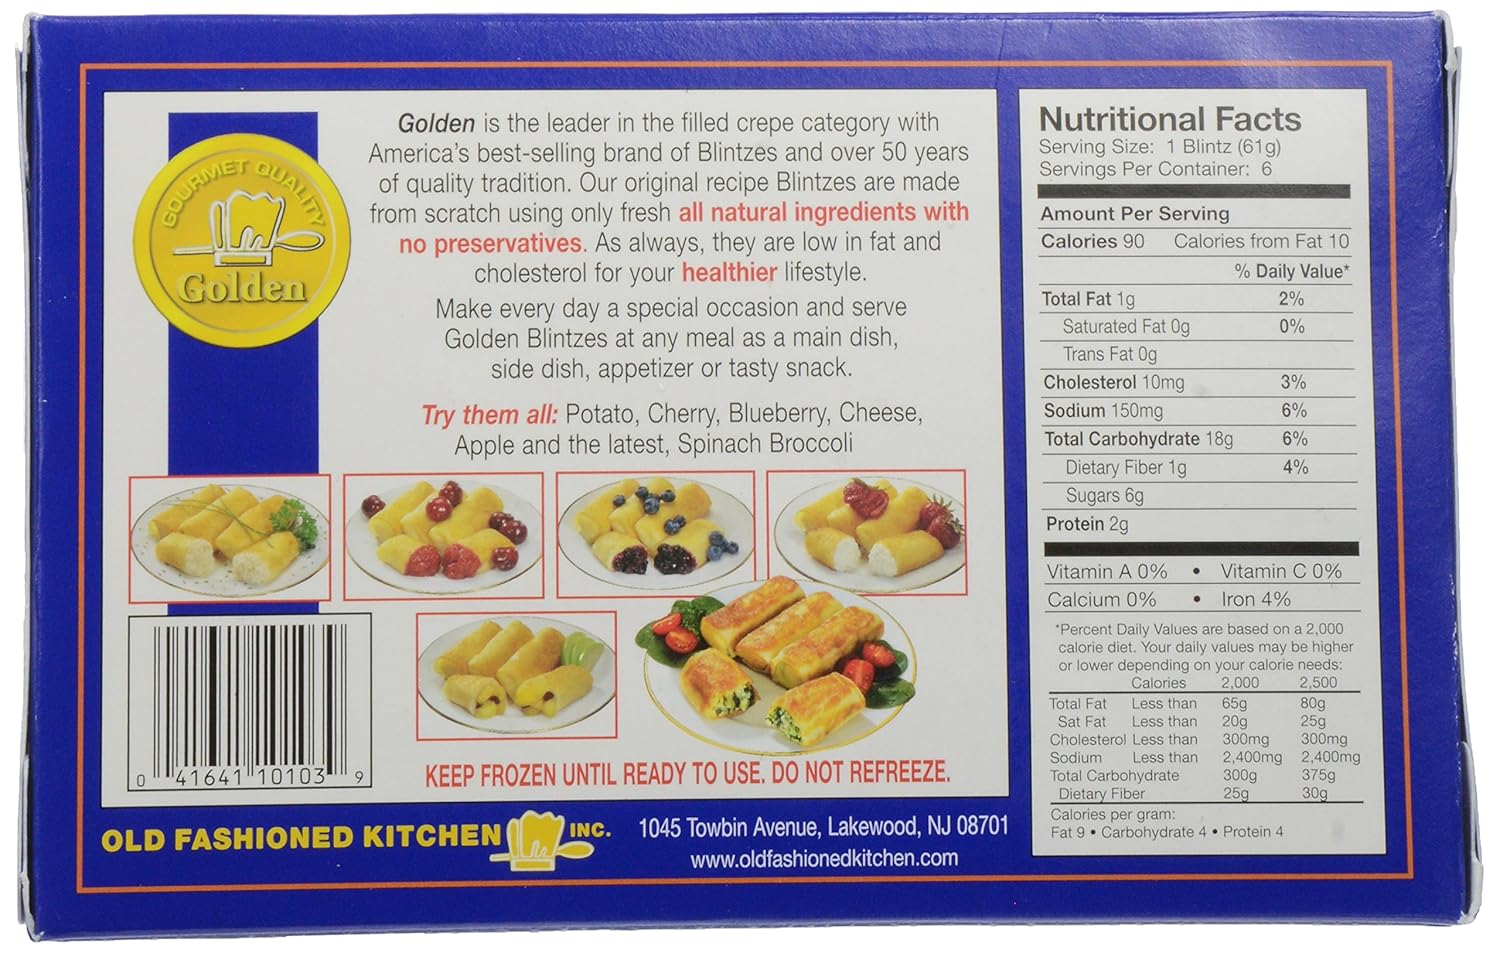 GOURMET QUALITY
Golden
Golden is the leader in the filled crepe category with
America's best-selling brand of Blintzes and over 50 years
of quality tradition. Our original recipe Blintzes are made
from scratch using only fresh all natural ingredients with
no preservatives. As always, they are low in fat and
cholesterol for your healthier lifestyle.
Make every day a special occasion and serve
Golden Blintzes at any meal as a main dish,
side dish, appetizer or tasty snack.
Try them all: Potato, Cherry, Blueberry, Cheese,
Apple and the latest, Spinach Broccoli
0 41641 10103 9
KEEP FROZEN UNTIL READY TO USE. DO NOT REFREEZE.
OLD FASHIONED KITCHEN INC.
1045 Towbin Avenue, Lakewood, NJ 08701
www.oldfashionedkitchen.com
Nutritional Facts
Serving Size: 1 Blintz (61g)
Servings Per Container: 6
Amount Per Serving
Calories 90 Calories from Fat 10
% Daily Value*
Total Fat 1g 2%
Saturated Fat 0g 0%
Trans Fat 0g
Cholesterol 10mg 3%
Sodium 150mg 6%
Total Carbohydrate 18g 6%
Dietary Fiber 1g 4%
Sugars 6g
Protein 2g
Vitamin A 0% • Vitamin C 0%
Calcium 0% • Iron 4%
*Percent Daily Values are based on a 2,000
calorie diet. Your daily values may be higher
or lower depending on your calorie needs:
Calories 2,000 2,500
Total Fat Less than 65g 80g
Sat Fat Less than 20g 25g
Cholesterol Less than 300mg 300mg
Sodium Less than 2,400mg 2,400mg
Total Carbohydrate 300g 375g
Dietary Fiber 25g 30g
Calories per gram:
Fat 9 • Carbohydrate 4 • Protein 4